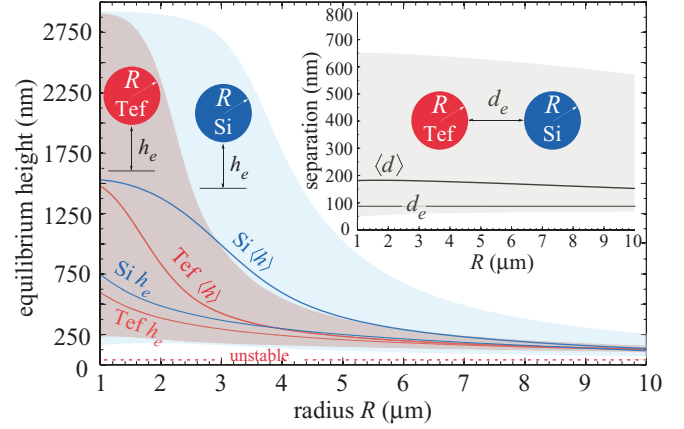 2750
2250
1750
1250
750
250
0
equilibrium height (nm)
1
2
3
4
5
6
7
8
9
10
radius R (μm)
R
Tef
h_e
R
Si
h_e
Si ⟨h⟩
Tef ⟨h⟩
Si h_e
Tef h_e
unstable
800
700
600
500
400
300
200
100
0
separation (nm)
R
Tef
d_e
R
Si
⟨d⟩
d_e
1
2
3
4
5
6
7
8
9
10
R (μm)